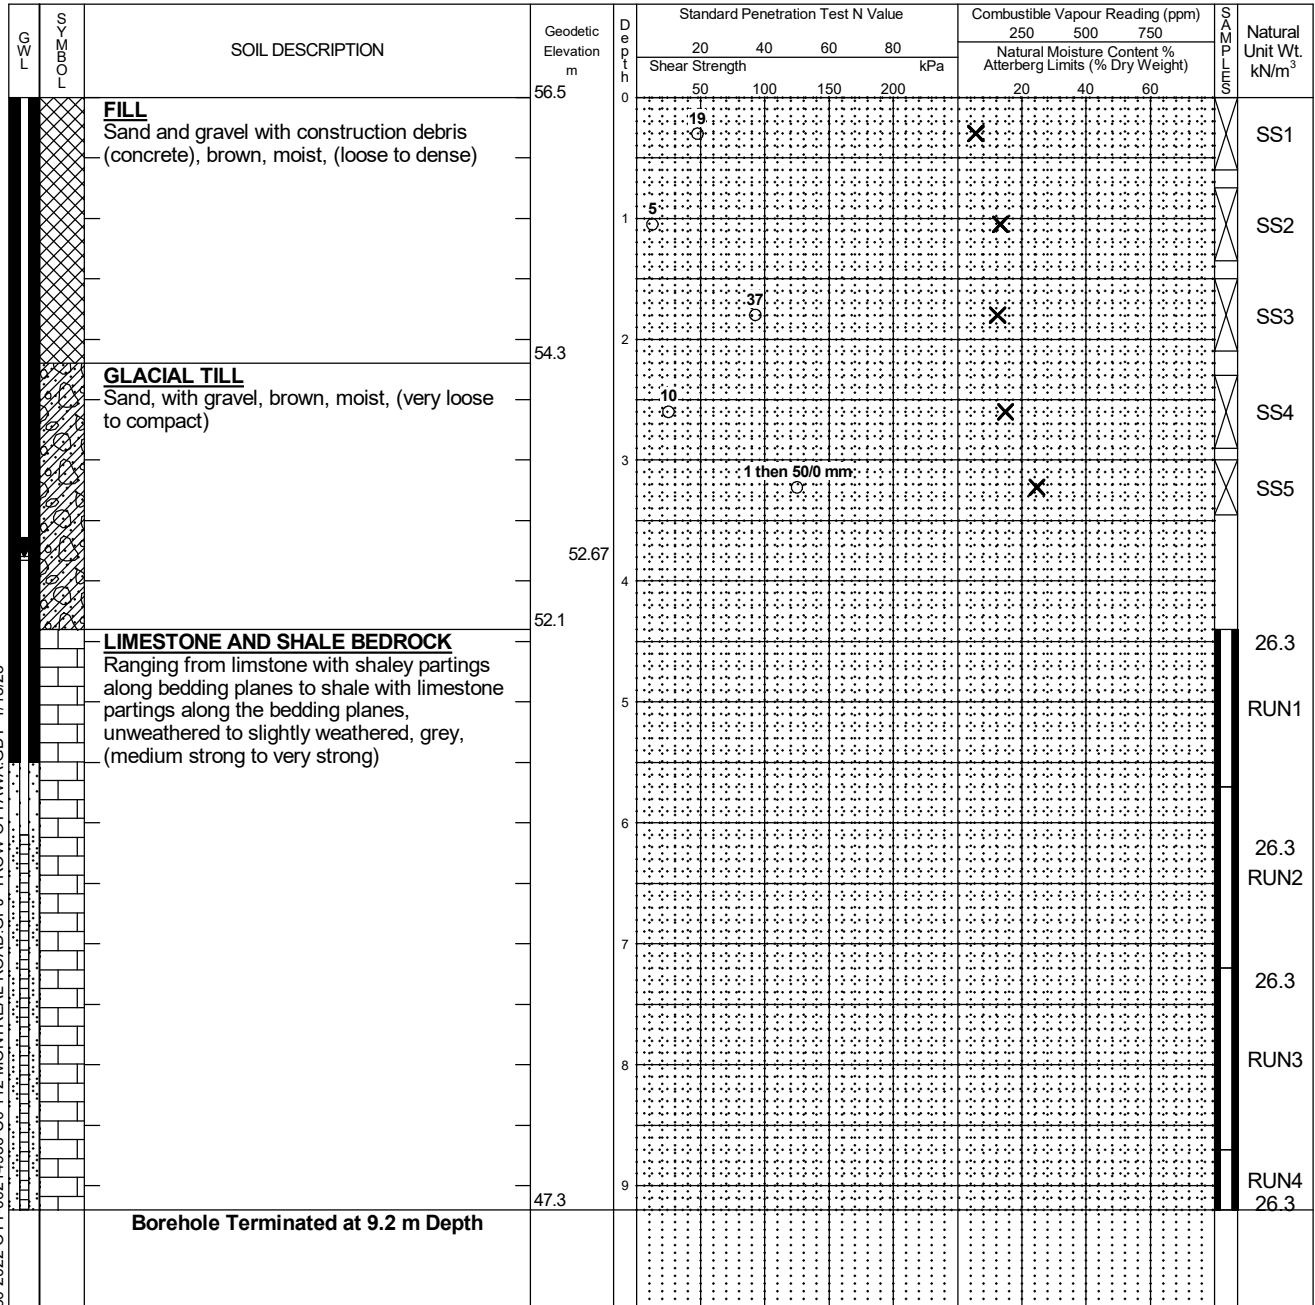 GWL
SYMBOL
SOIL DESCRIPTION
Geodetic
Elevation
m
Depth
Standard Penetration Test N Value
20 40 60 80
Shear Strength kPa
50 100 150 200
Combustible Vapour Reading (ppm)
250 500 750
Natural Moisture Content %
Atterberg Limits (% Dry Weight)
20 40 60
SAMPLES
Natural
Unit Wt.
kN/m³
56.5
0
FILL
Sand and gravel with construction debris
(concrete), brown, moist, (loose to dense)
19
SS1
5
1
SS2
37
SS3
2
54.3
GLACIAL TILL
Sand, with gravel, brown, moist, (very loose
to compact)
10
SS4
3
1 then 50/0 mm
SS5
52.67
4
52.1
LIMESTONE AND SHALE BEDROCK
Ranging from limstone with shaley partings
along bedding planes to shale with limestone
partings along the bedding planes,
unweathered to slightly weathered, grey,
(medium strong to very strong)
26.3
5
RUN1
6
26.3
RUN2
7
26.3
8
RUN3
9
RUN4
47.3
26.3
Borehole Terminated at 9.2 m Depth